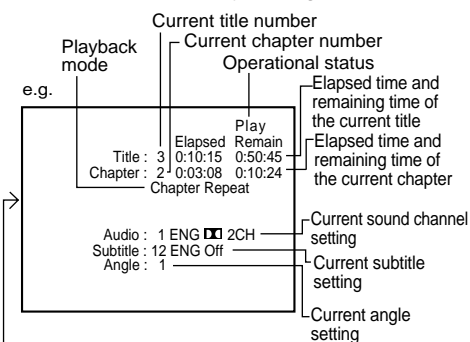 Current title number
Current chapter number
Playback
mode
Operational status
e.g.
Elapsed time and
remaining time of
the current title
Play
Elapsed Remain
Title : 3 0:10:15 0:50:45
Chapter : 2 0:03:08 0:10:24
Chapter Repeat
Elapsed time and
remaining time of
the current chapter
Audio : 1 ENG 2CH
Subtitle : 12 ENG Off
Angle : 1
Current sound channel
setting
Current subtitle
setting
Current angle
setting